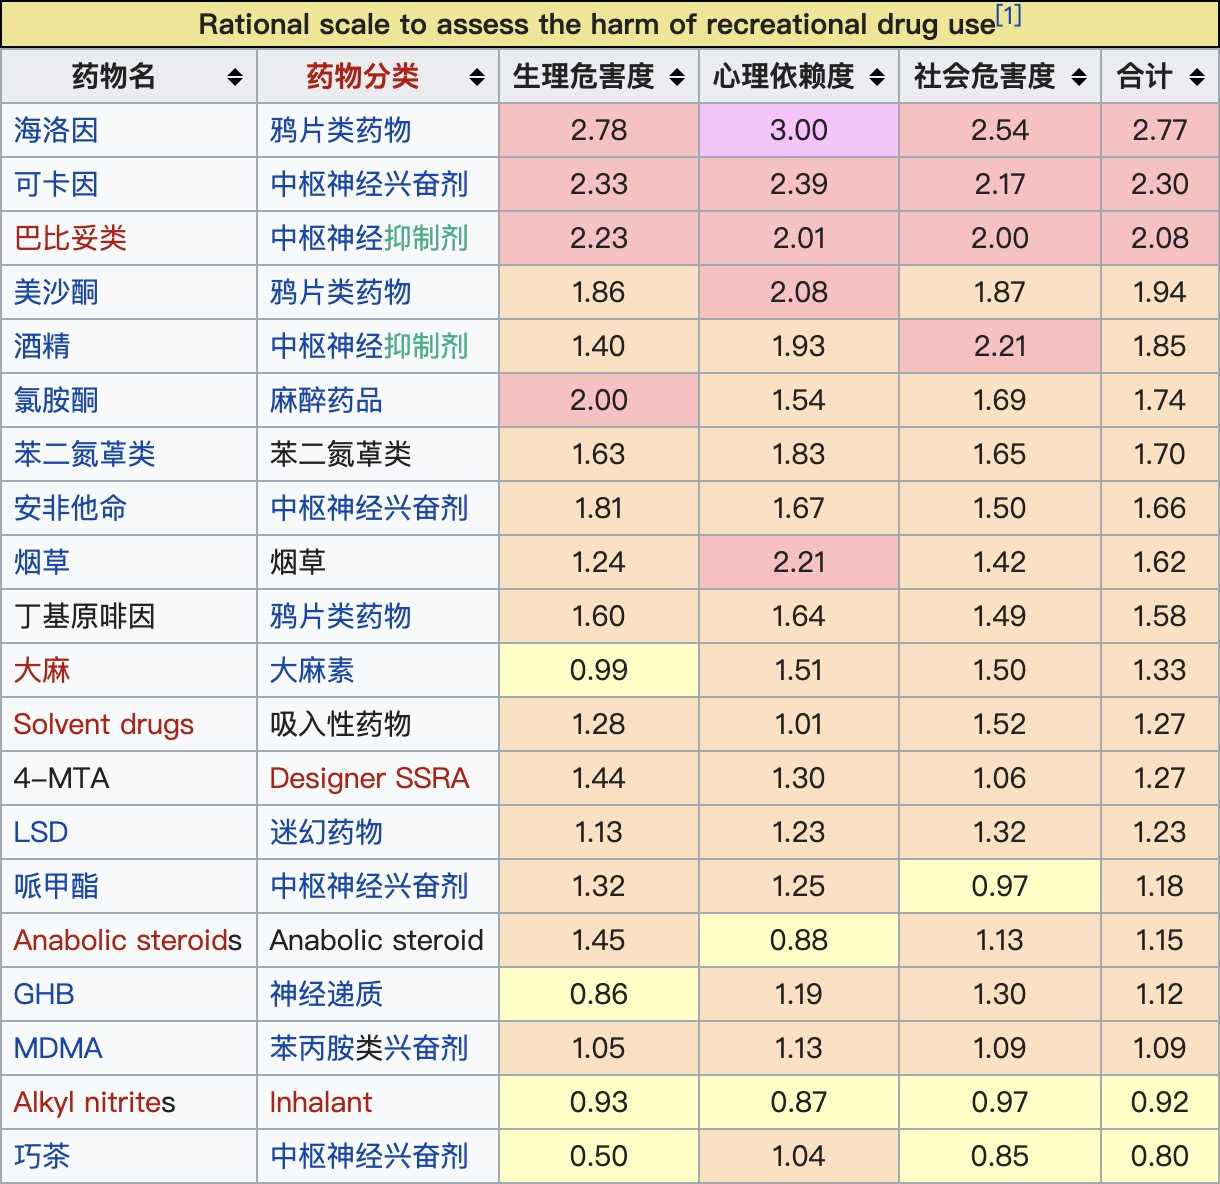 Rational scale to assess the harm of recreational drug use[1]
药物名 药物分类 生理危害度 心理依赖度 社会危害度 合计
海洛因 鸦片类药物 2.78 3.00 2.54 2.77
可卡因 中枢神经兴奋剂 2.33 2.39 2.17 2.30
巴比妥类 中枢神经抑制剂 2.23 2.01 2.00 2.08
美沙酮 鸦片类药物 1.86 2.08 1.87 1.94
酒精 中枢神经抑制剂 1.40 1.93 2.21 1.85
氯胺酮 麻醉药品 2.00 1.54 1.69 1.74
苯二氮䓬类 苯二氮䓬类 1.63 1.83 1.65 1.70
安非他命 中枢神经兴奋剂 1.81 1.67 1.50 1.66
烟草 烟草 1.24 2.21 1.42 1.62
丁基原啡因 鸦片类药物 1.60 1.64 1.49 1.58
大麻 大麻素 0.99 1.51 1.50 1.33
Solvent drugs 吸入性药物 1.28 1.01 1.52 1.27
4-MTA Designer SSRA 1.44 1.30 1.06 1.27
LSD 迷幻药物 1.13 1.23 1.32 1.23
哌甲酯 中枢神经兴奋剂 1.32 1.25 0.97 1.18
Anabolic steroids Anabolic steroid 1.45 0.88 1.13 1.15
GHB 神经递质 0.86 1.19 1.30 1.12
MDMA 苯丙胺类兴奋剂 1.05 1.13 1.09 1.09
Alkyl nitrites Inhalant 0.93 0.87 0.97 0.92
巧茶 中枢神经兴奋剂 0.50 1.04 0.85 0.80